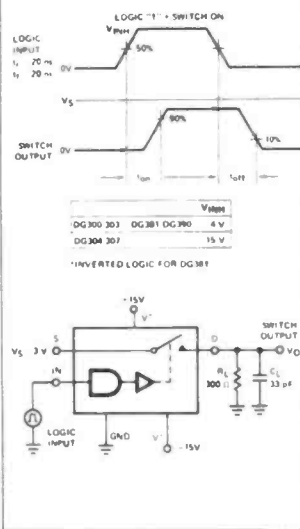 LOGIC "1" = SWITCH ON
LOGIC
INPUT
VINH
50%
tr 20 ns
tf 20 ns
0V
VS
90%
10%
SWITCH
OUTPUT
0V
ton
toff
DG300 303 DG381 DG390 4 V
DG304 307 15 V
*INVERTED LOGIC FOR DG381
15V
V+
VS 3 V
S
D
SWITCH
OUTPUT
VO
IN
RL
300 Ω
CL
33 pF
LOGIC
INPUT
GND
V-
-15V